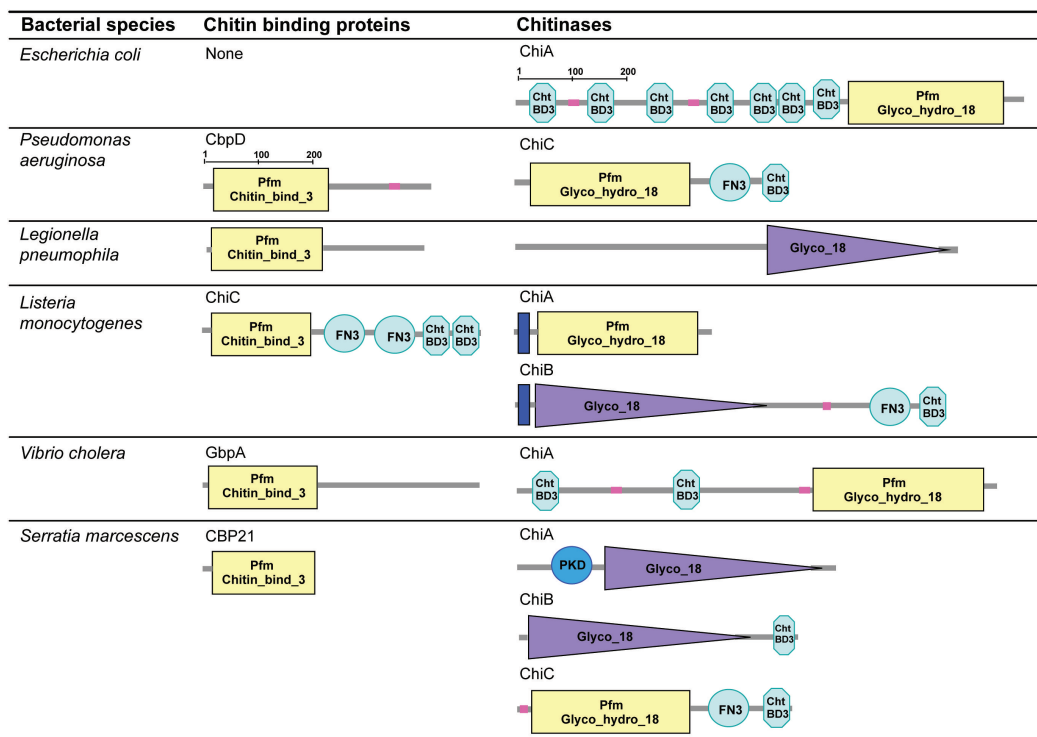 Bacterial species Chitin binding proteins Chitinases
Escherichia coli None ChiA
1 100 200
Cht BD3 Cht BD3 Cht BD3 Cht BD3 Cht BD3 Cht BD3 Cht BD3 Pfm Glyco_hydro_18
Pseudomonas aeruginosa
CbpD
1 100 200
Pfm
Chitin_bind_3
ChiC
Pfm
Glyco_hydro_18
FN3
Cht
BD3
Legionella
pneumophila
Pfm
Chitin_bind_3
Glyco_18
Listeria
monocytogenes
ChiC
Pfm
Chitin_bind_3
FN3
FN3
Cht
BD3
Cht
BD3
ChiA
Pfm
Glyco_hydro_18
ChiB
Glyco_18
FN3
Cht
BD3
Vibrio cholera
GbpA
Pfm
Chitin_bind_3
ChiA
Cht
BD3
Cht
BD3
Pfm
Glyco_hydro_18
Serratia marcescens
CBP21
Pfm
Chitin_bind_3
ChiA
PKD
Glyco_18
ChiB
Glyco_18
Cht
BD3
ChiC
Pfm
Glyco_hydro_18
FN3
Cht
BD3